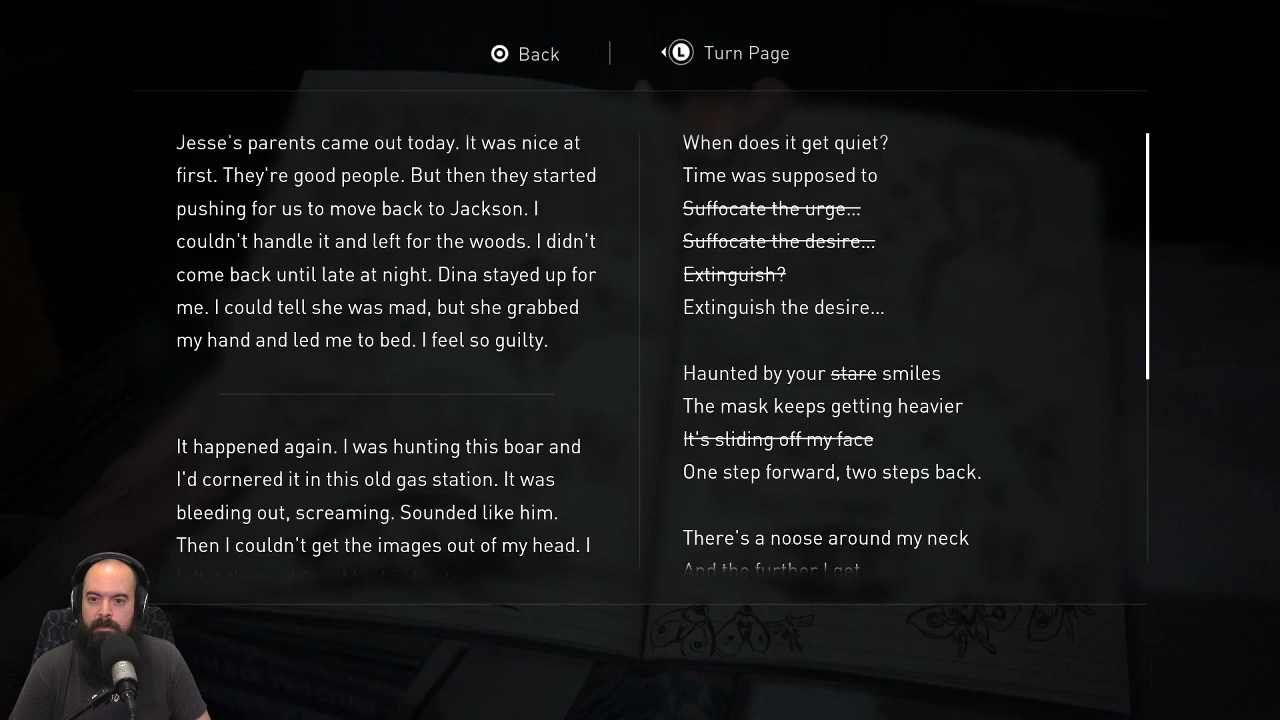 Back
Turn Page
Jesse's parents came out today. It was nice at
first. They're good people. But then they started
pushing for us to move back to Jackson. I
couldn't handle it and left for the woods. I didn't
come back until late at night. Dina stayed up for
me. I could tell she was mad, but she grabbed
my hand and led me to bed. I feel so guilty.
It happened again. I was hunting this boar and
I'd cornered it in this old gas station. It was
bleeding out, screaming. Sounded like him.
Then I couldn't get the images out of my head. I
When does it get quiet?
Time was supposed to
Suffocate the urge...
Suffocate the desire...
Extinguish?
Extinguish the desire...
Haunted by your stare smiles
The mask keeps getting heavier
It's sliding off my face
One step forward, two steps back.
There's a noose around my neck
And the further I get